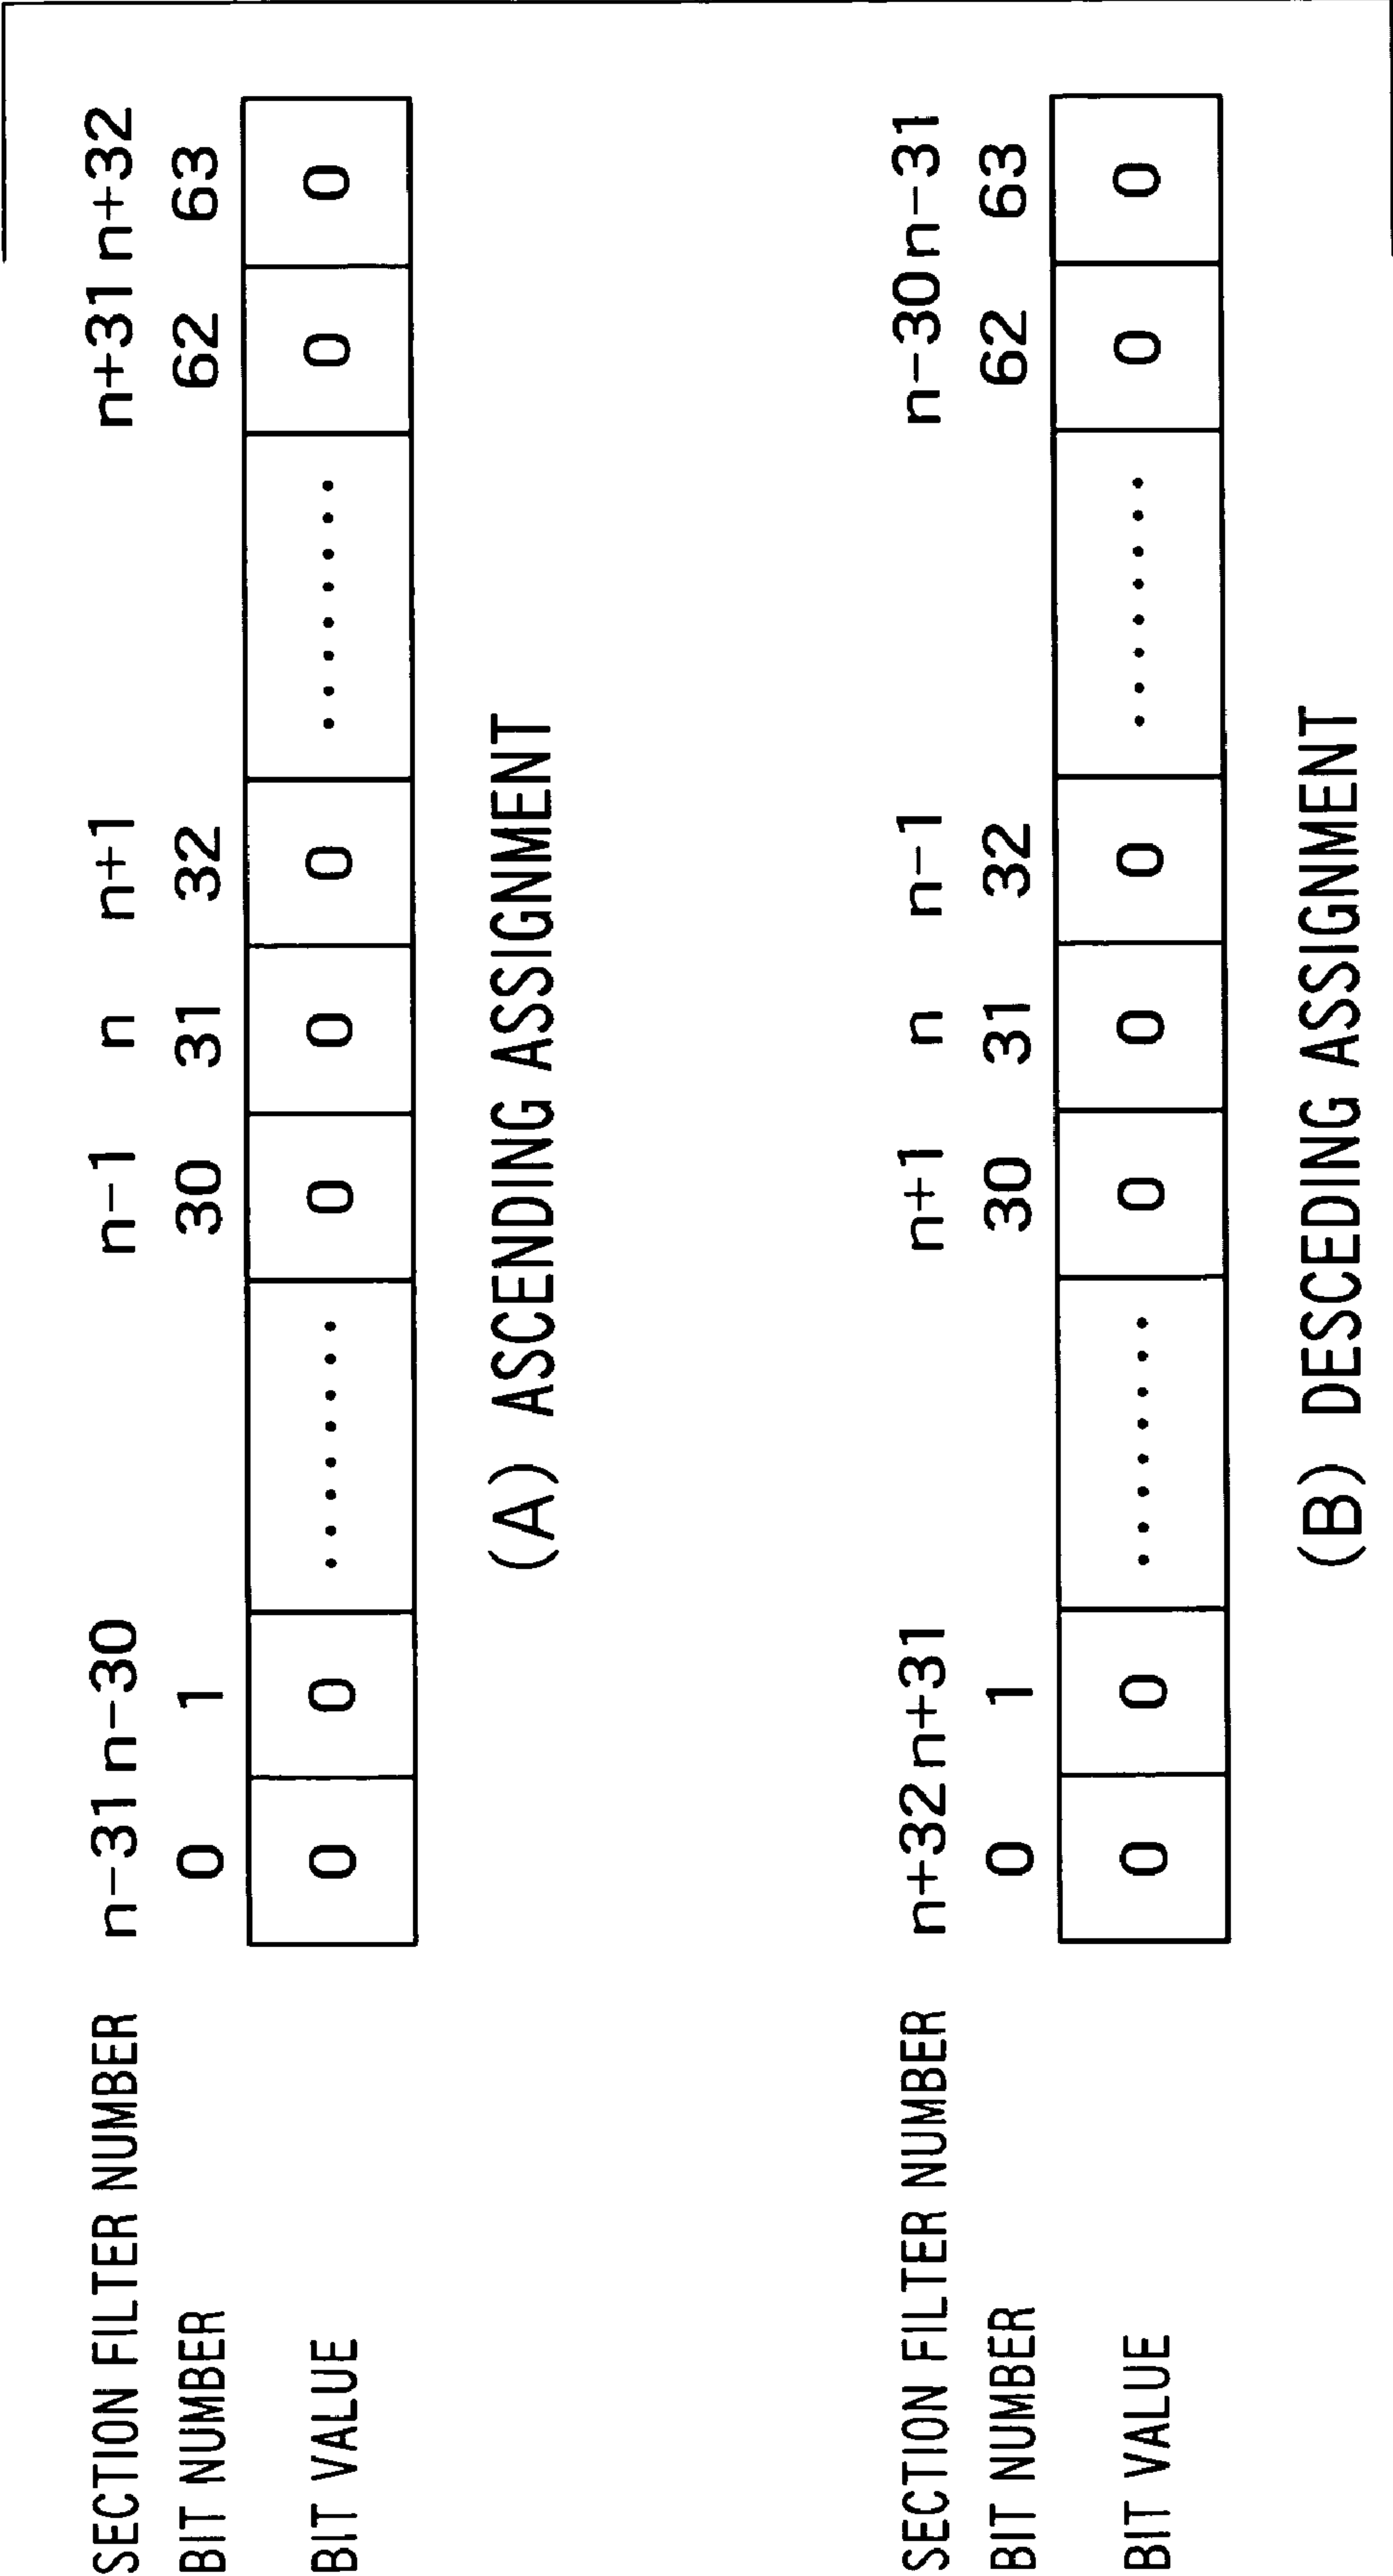 SECTION FILTER NUMBER n-31 n-30 n-1 n n+1 n+31 n+32
BIT NUMBER 0 1 30 31 32 62 63
BIT VALUE 0 0 ........ 0 0 0 ........ 0 0
(A) ASCENDING ASSIGNMENT
SECTION FILTER NUMBER n+32 n+31 n+1 n n-1 n-30 n-31
BIT NUMBER 0 1 30 31 32 62 63
BIT VALUE 0 0 ........ 0 0 0 ........ 0 0
(B) DESCEDING ASSIGNMENT